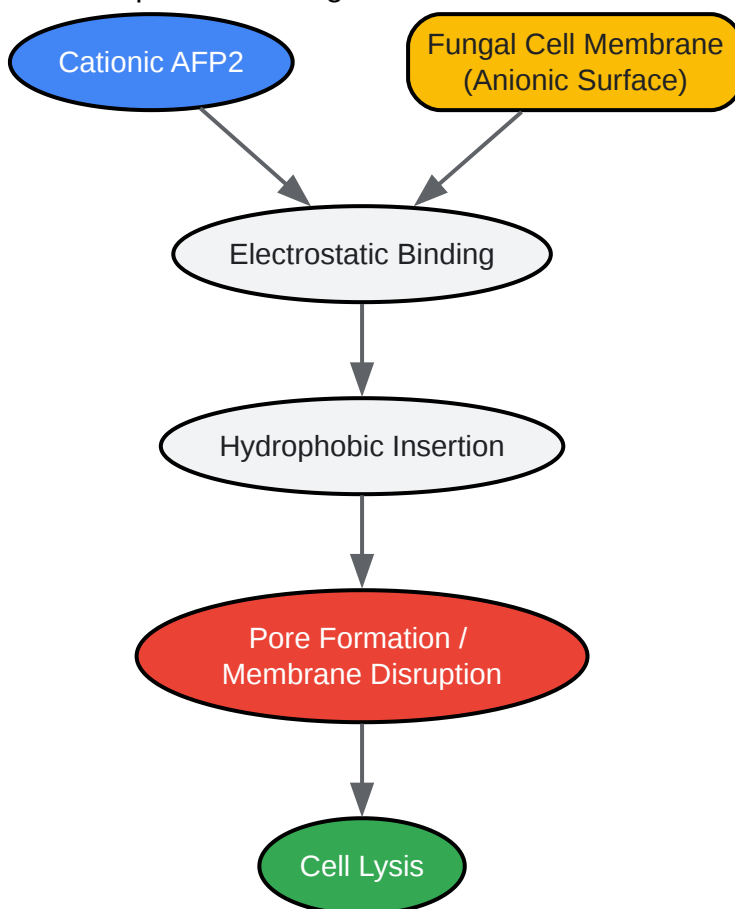 Cationic AFP2
Fungal Cell Membrane
(Anionic Surface)
Electrostatic Binding
Hydrophobic Insertion
Pore Formation /
Membrane Disruption
Cell Lysis